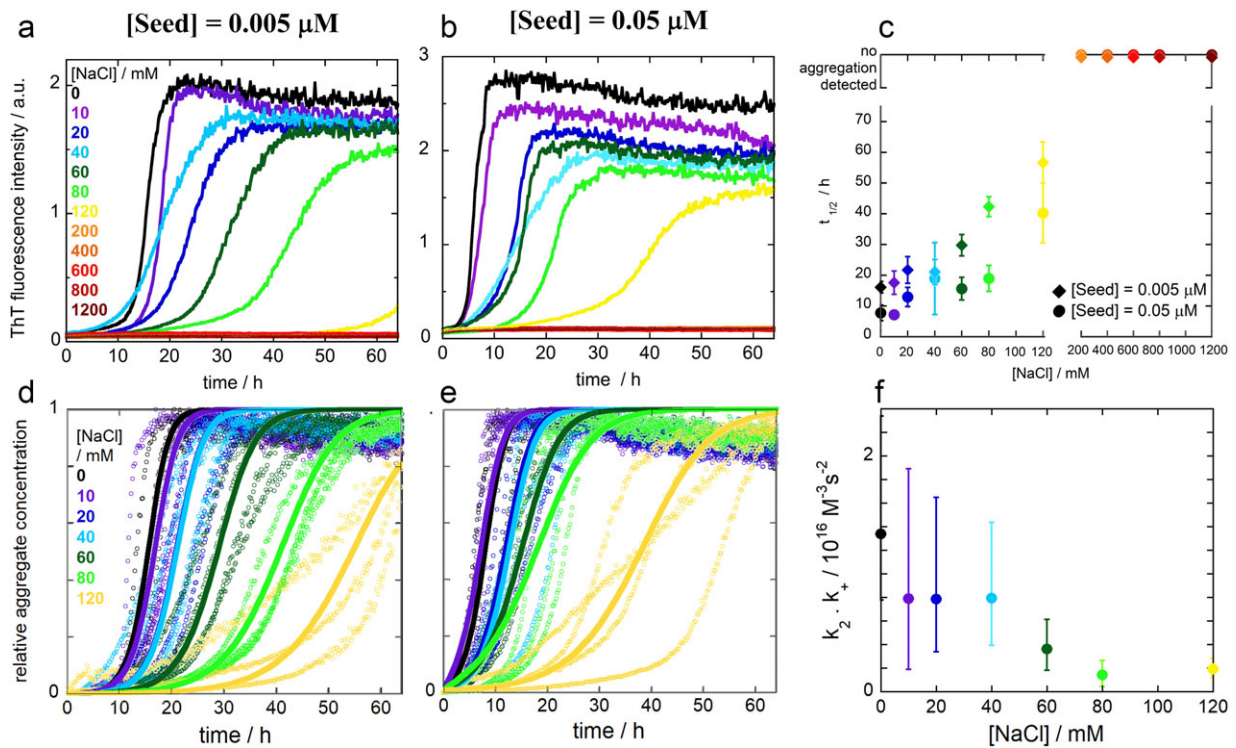 [Seed] = 0.005 µM
[Seed] = 0.05 µM
a
b
c
ThT fluorescence intensity / a.u.
[NaCl] / mM
0
10
20
40
60
80
120
200
400
600
800
1200
2
1
0
0 10 20 30 40 50 60
time / h
3
2
1
0
0 10 20 30 40 50 60
time / h
no
aggregation
detected
t 1/2 / h
70
60
50
40
30
20
10
0
0 20 40 60 80 100 120
200 400 600 800 1000 1200
[NaCl] / mM
[Seed] = 0.005 µM
[Seed] = 0.05 µM
d
e
f
relative aggregate concentration
[NaCl]
/ mM
0
10
20
40
60
80
120
1
0
0 10 20 30 40 50 60
time / h
0
0 10 20 30 40 50 60
time / h
k2 . k+ / 10^16 M^-3 s^-2
2
1
0
0 20 40 60 80 100 120
[NaCl] / mM